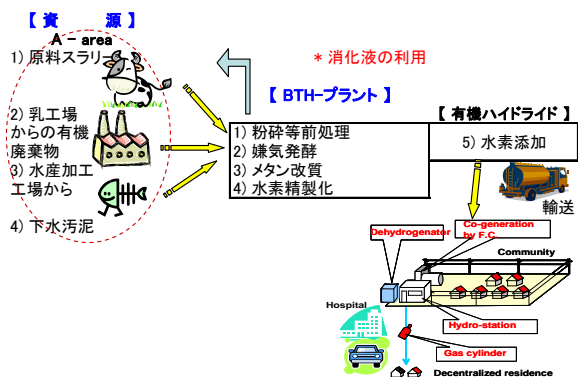 【 資　　源 】
A - area
1) 原料スラリー
2) 乳工場
からの有機
廃棄物
3) 水産加工
工場から
4) 下水汚泥
* 消化液の利用
【 BTH-プラント 】
1) 粉砕等前処理
2) 嫌気発酵
3) メタン改質
4) 水素精製化
【 有機ハイドライド 】
5) 水素添加
輸送
Dehydrogenator
Co-generation
by F.C.
Community
Hospital
Hydro-station
Gas cylinder
Decentralized residence